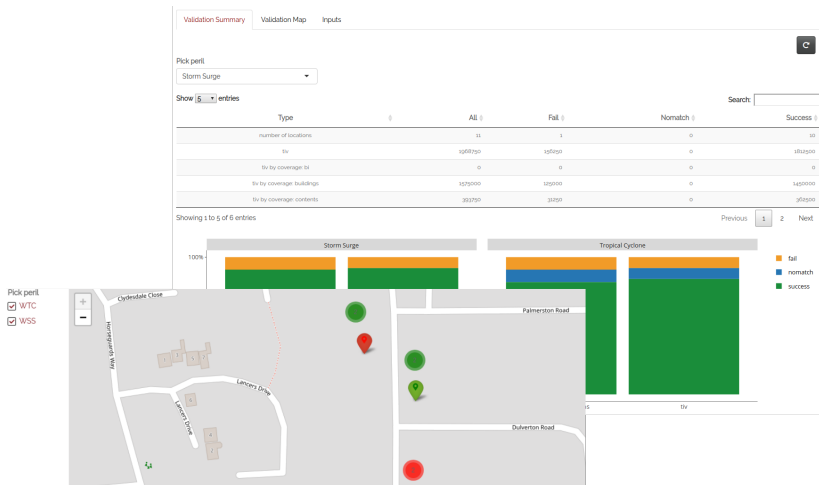 Validation Summary Validation Map Inputs
Pick peril
Storm Surge
Show 5 entries Search:
Type All Fail Nomatch Success
number of locations 11 1 0 10
tiv 1968750 156250 0 1812500
tiv by coverage: bi 0 0 0 0
tiv by coverage: buildings 1575000 125000 0 1450000
tiv by coverage: contents 393750 31250 0 362500
Showing 1 to 5 of 6 entries Previous 1 2 Next
Storm Surge Tropical Cyclone
100%
fail
nomatch
success
tiv
Pick peril
WTC
WSS
+
−
Clydesdale Close
Palmerston Road
Horseguards Way
Lancers Drive
Lancers Drive
Dulverton Road